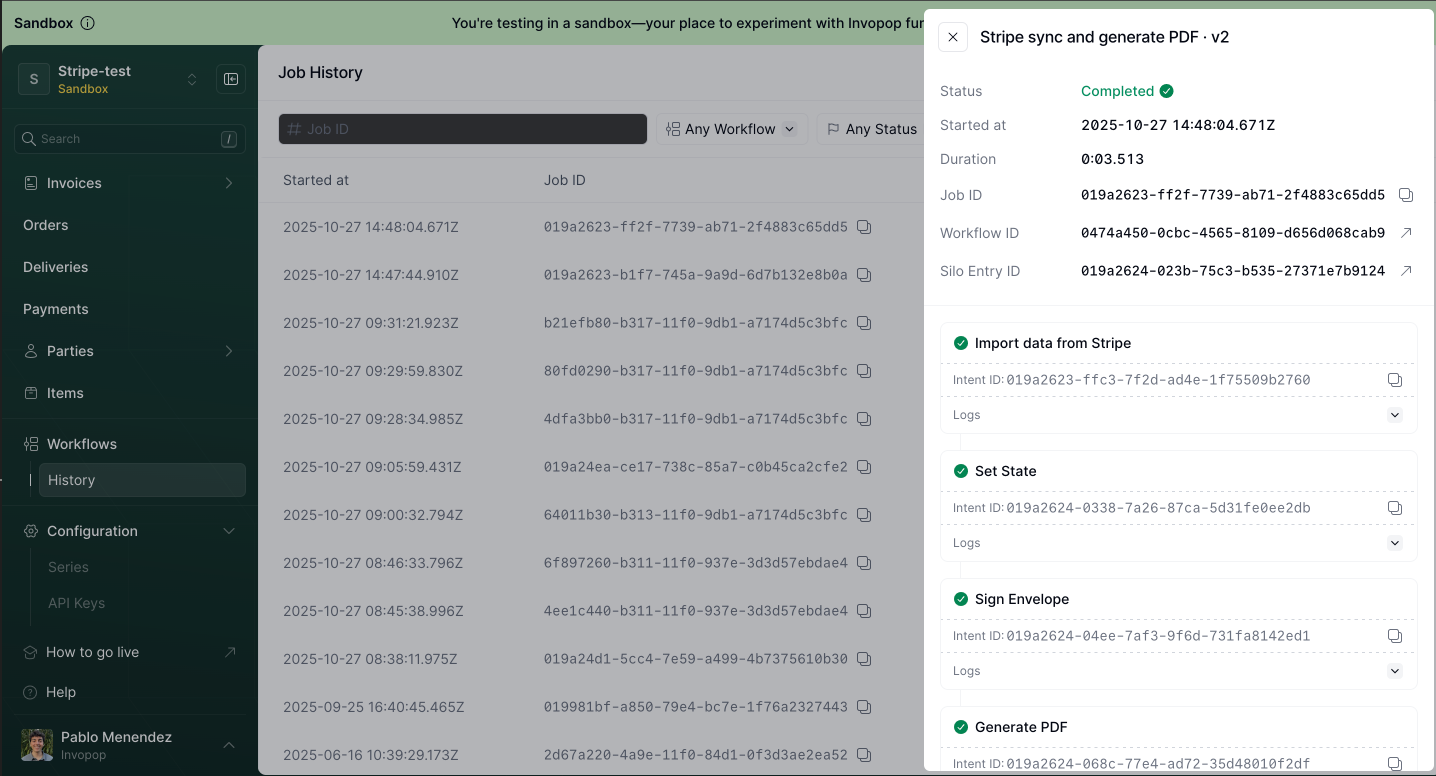 Sandbox
You're testing in a sandbox—your place to experiment with Invopop fun
S
Stripe-test
Sandbox
Search
/
Invoices
Orders
Deliveries
Payments
Parties
Items
Workflows
History
Configuration
Series
API Keys
How to go live
Help
Pablo Menendez
Invopop
Job History
# Job ID
Any Workflow
Any Status
Started at Job ID
2025-10-27 14:48:04.671Z 019a2623-ff2f-7739-ab71-2f4883c65dd5
2025-10-27 14:47:44.910Z 019a2623-b1f7-745a-9a9d-6d7b132e8b0a
2025-10-27 09:31:21.923Z b21efb80-b317-11f0-9db1-a7174d5c3bfc
2025-10-27 09:29:59.830Z 80fd0290-b317-11f0-9db1-a7174d5c3bfc
2025-10-27 09:28:34.985Z 4dfa3bb0-b317-11f0-9db1-a7174d5c3bfc
2025-10-27 09:05:59.431Z 019a24ea-ce17-738c-85a7-c0b45ca2cfe2
2025-10-27 09:00:32.794Z 64011b30-b313-11f0-9db1-a7174d5c3bfc
2025-10-27 08:46:33.796Z 6f897260-b311-11f0-937e-3d3d57ebdae4
2025-10-27 08:45:38.996Z 4ee1c440-b311-11f0-937e-3d3d57ebdae4
2025-10-27 08:38:11.975Z 019a24d1-5cc4-7e59-a499-4b7375610b30
2025-09-25 16:40:45.465Z 019981bf-a850-79e4-bc7e-1f76a2327443
2025-06-16 10:39:29.173Z 2d67a220-4a9e-11f0-84d1-0f3d3ae2ea52
Stripe sync and generate PDF · v2
Status Completed
Started at 2025-10-27 14:48:04.671Z
Duration 0:03.513
Job ID 019a2623-ff2f-7739-ab71-2f4883c65dd5
Workflow ID 0474a450-0cbc-4565-8109-d656d068cab9
Silo Entry ID 019a2624-023b-75c3-b535-27371e7b9124
Import data from Stripe
Intent ID: 019a2623-ffc3-7f2d-ad4e-1f75509b2760
Logs
Set State
Intent ID: 019a2624-0338-7a26-87ca-5d31fe0ee2db
Logs
Sign Envelope
Intent ID: 019a2624-04ee-7af3-9f6d-731fa8142ed1
Logs
Generate PDF
Intent ID: 019a2624-068c-77e4-ad72-35d48010f2df